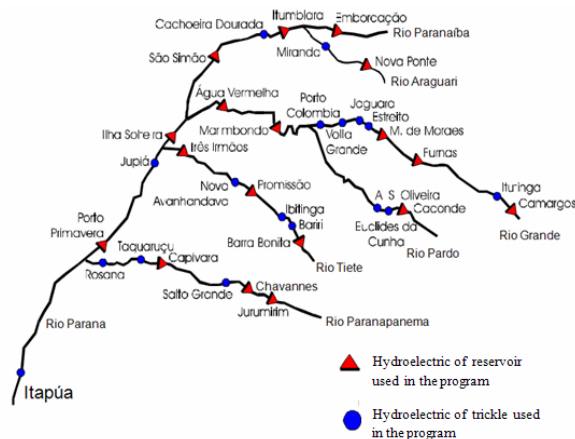 Itumbiara
Emborcação
Cachoeira Dourada
Rio Paranaíba
Miranda
São Simão
Nova Ponte
Rio Araguari
Água Vermelha
Porto
Colombia
Jaguara
Estreito
Ilha Solteira
Marimbondo
Volta
Grande
M. de Moraes
Três Irmãos
Furnas
Jupiá
Novo
Avanhandava
Promissão
A S Oliveira
Caconde
Itutinga
Camargos
Ibitinga
Bariri
Euclides da
Cunha
Rio Grande
Porto
Primavera
Barra Bonita
Rio Pardo
Taquaruçu
Capivara
Rio Tiete
Rosana
Salto Grande
Chavannes
Jurumirim
Rio Parana
Rio Paranapanema
Hydroelectric of reservoir
used in the program
Itapúa
Hydroelectric of trickle used
in the program